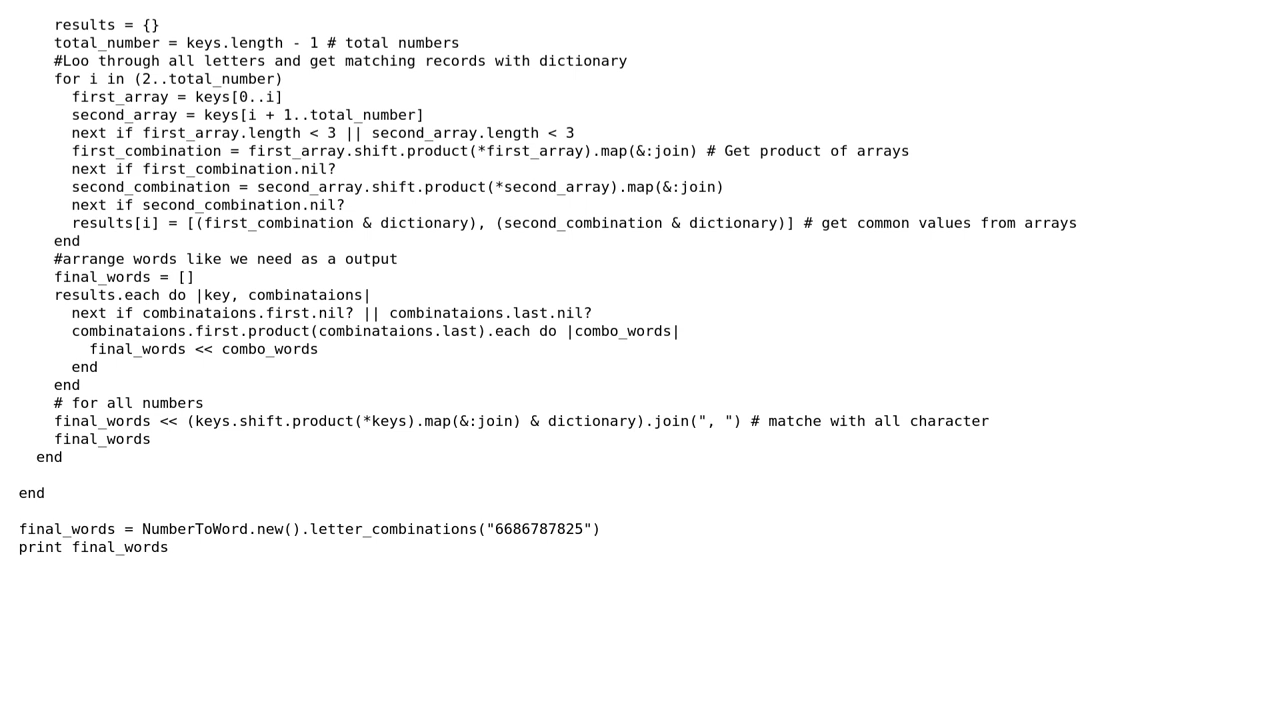 results = {}
    total_number = keys.length - 1 # total numbers
    #Loo through all letters and get matching records with dictionary
    for i in (2..total_number)
      first_array = keys[0..i]
      second_array = keys[i + 1..total_number]
      next if first_array.length < 3 || second_array.length < 3
      first_combination = first_array.shift.product(*first_array).map(&:join) # Get product of arrays
      next if first_combination.nil?
      second_combination = second_array.shift.product(*second_array).map(&:join)
      next if second_combination.nil?
      results[i] = [(first_combination & dictionary), (second_combination & dictionary)] # get common values from arrays
    end
    #arrange words like we need as a output
    final_words = []
    results.each do |key, combinataions|
      next if combinataions.first.nil? || combinataions.last.nil?
      combinataions.first.product(combinataions.last).each do |combo_words|
        final_words << combo_words
      end
    end
    # for all numbers
    final_words << (keys.shift.product(*keys).map(&:join) & dictionary).join(", ") # matche with all character
    final_words
  end

end

final_words = NumberToWord.new().letter_combinations("6686787825")
print final_words